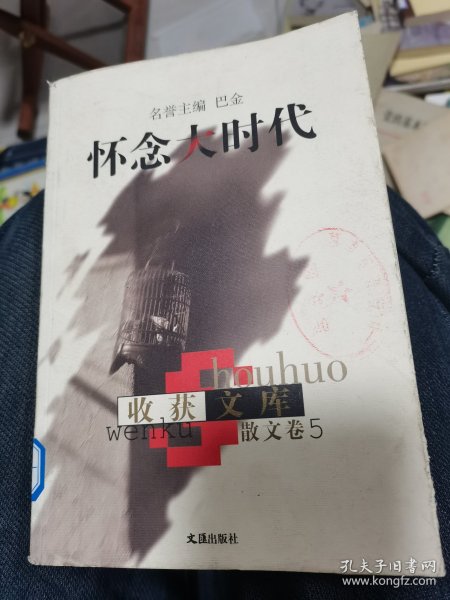 名誉主编 巴金
怀念大时代
houhuo
收获文库
wenku
散文卷5
文匯出版社
孔夫子旧书网
www.kongfz.com